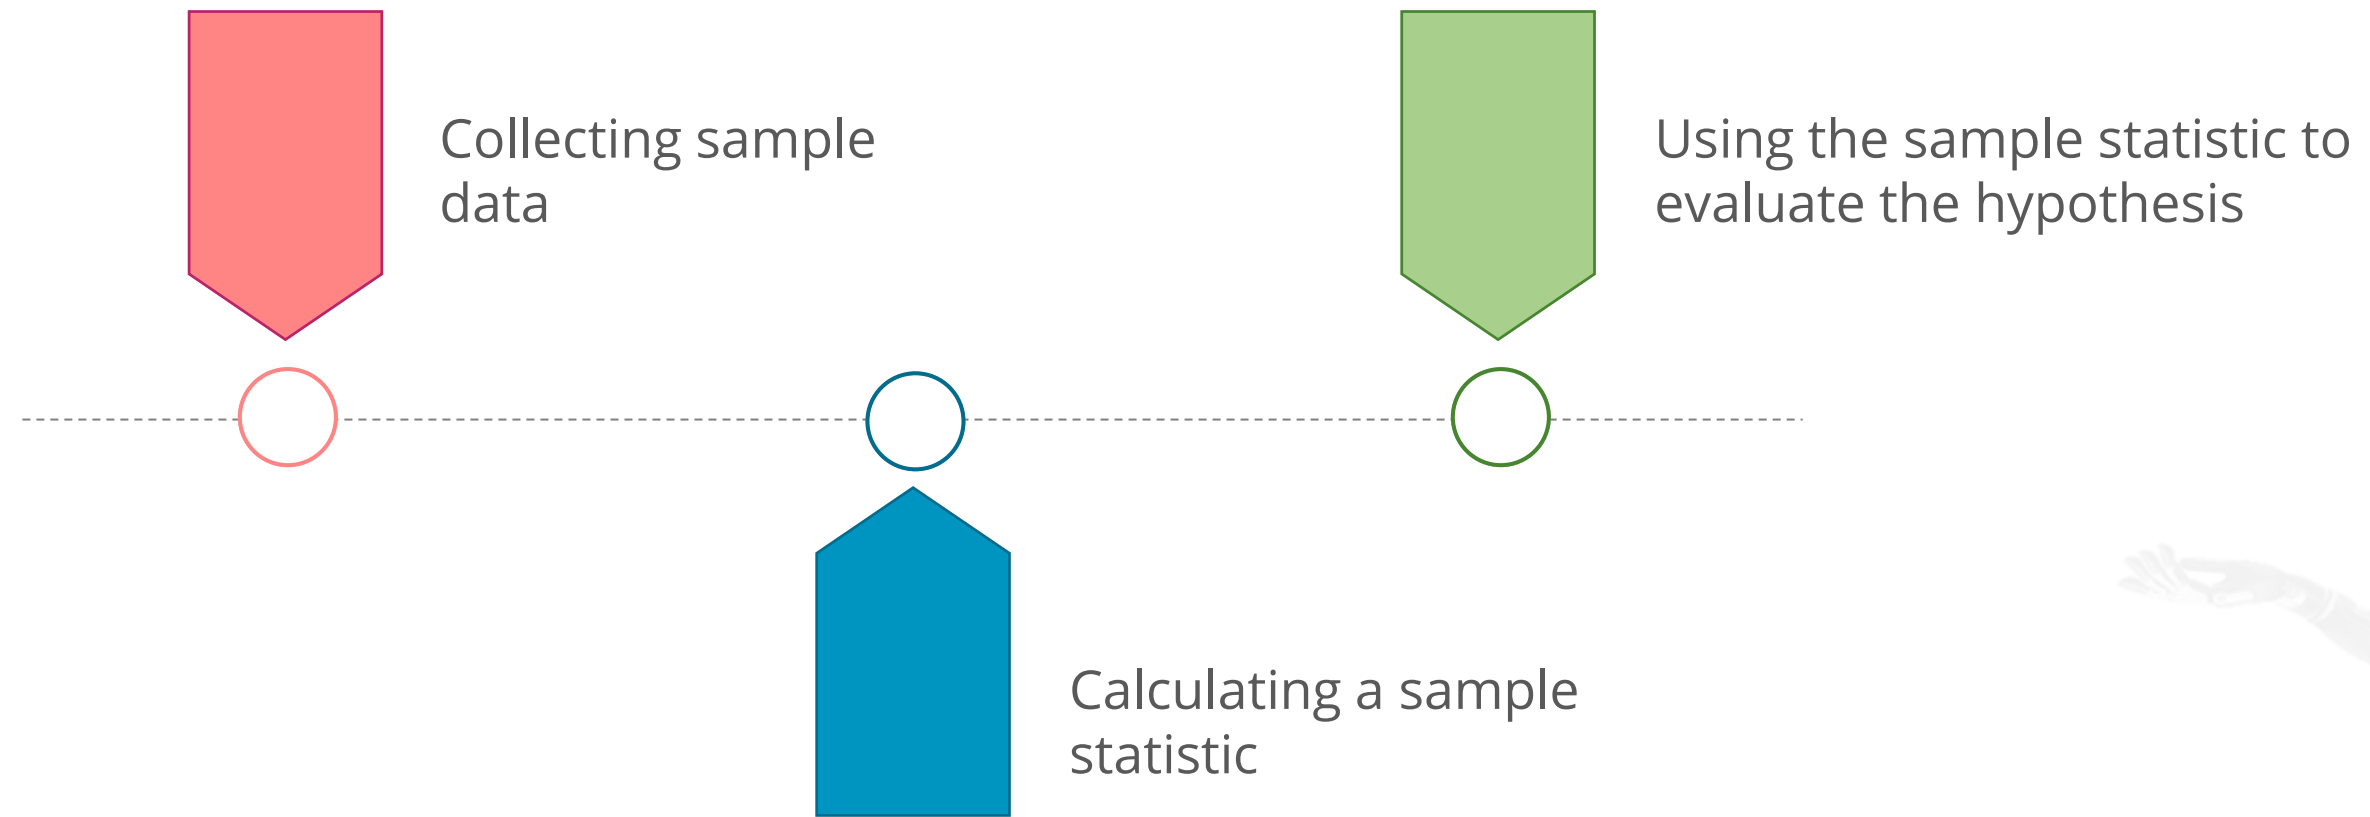 Collecting sample
data
Using the sample statistic to
evaluate the hypothesis
Calculating a sample
statistic